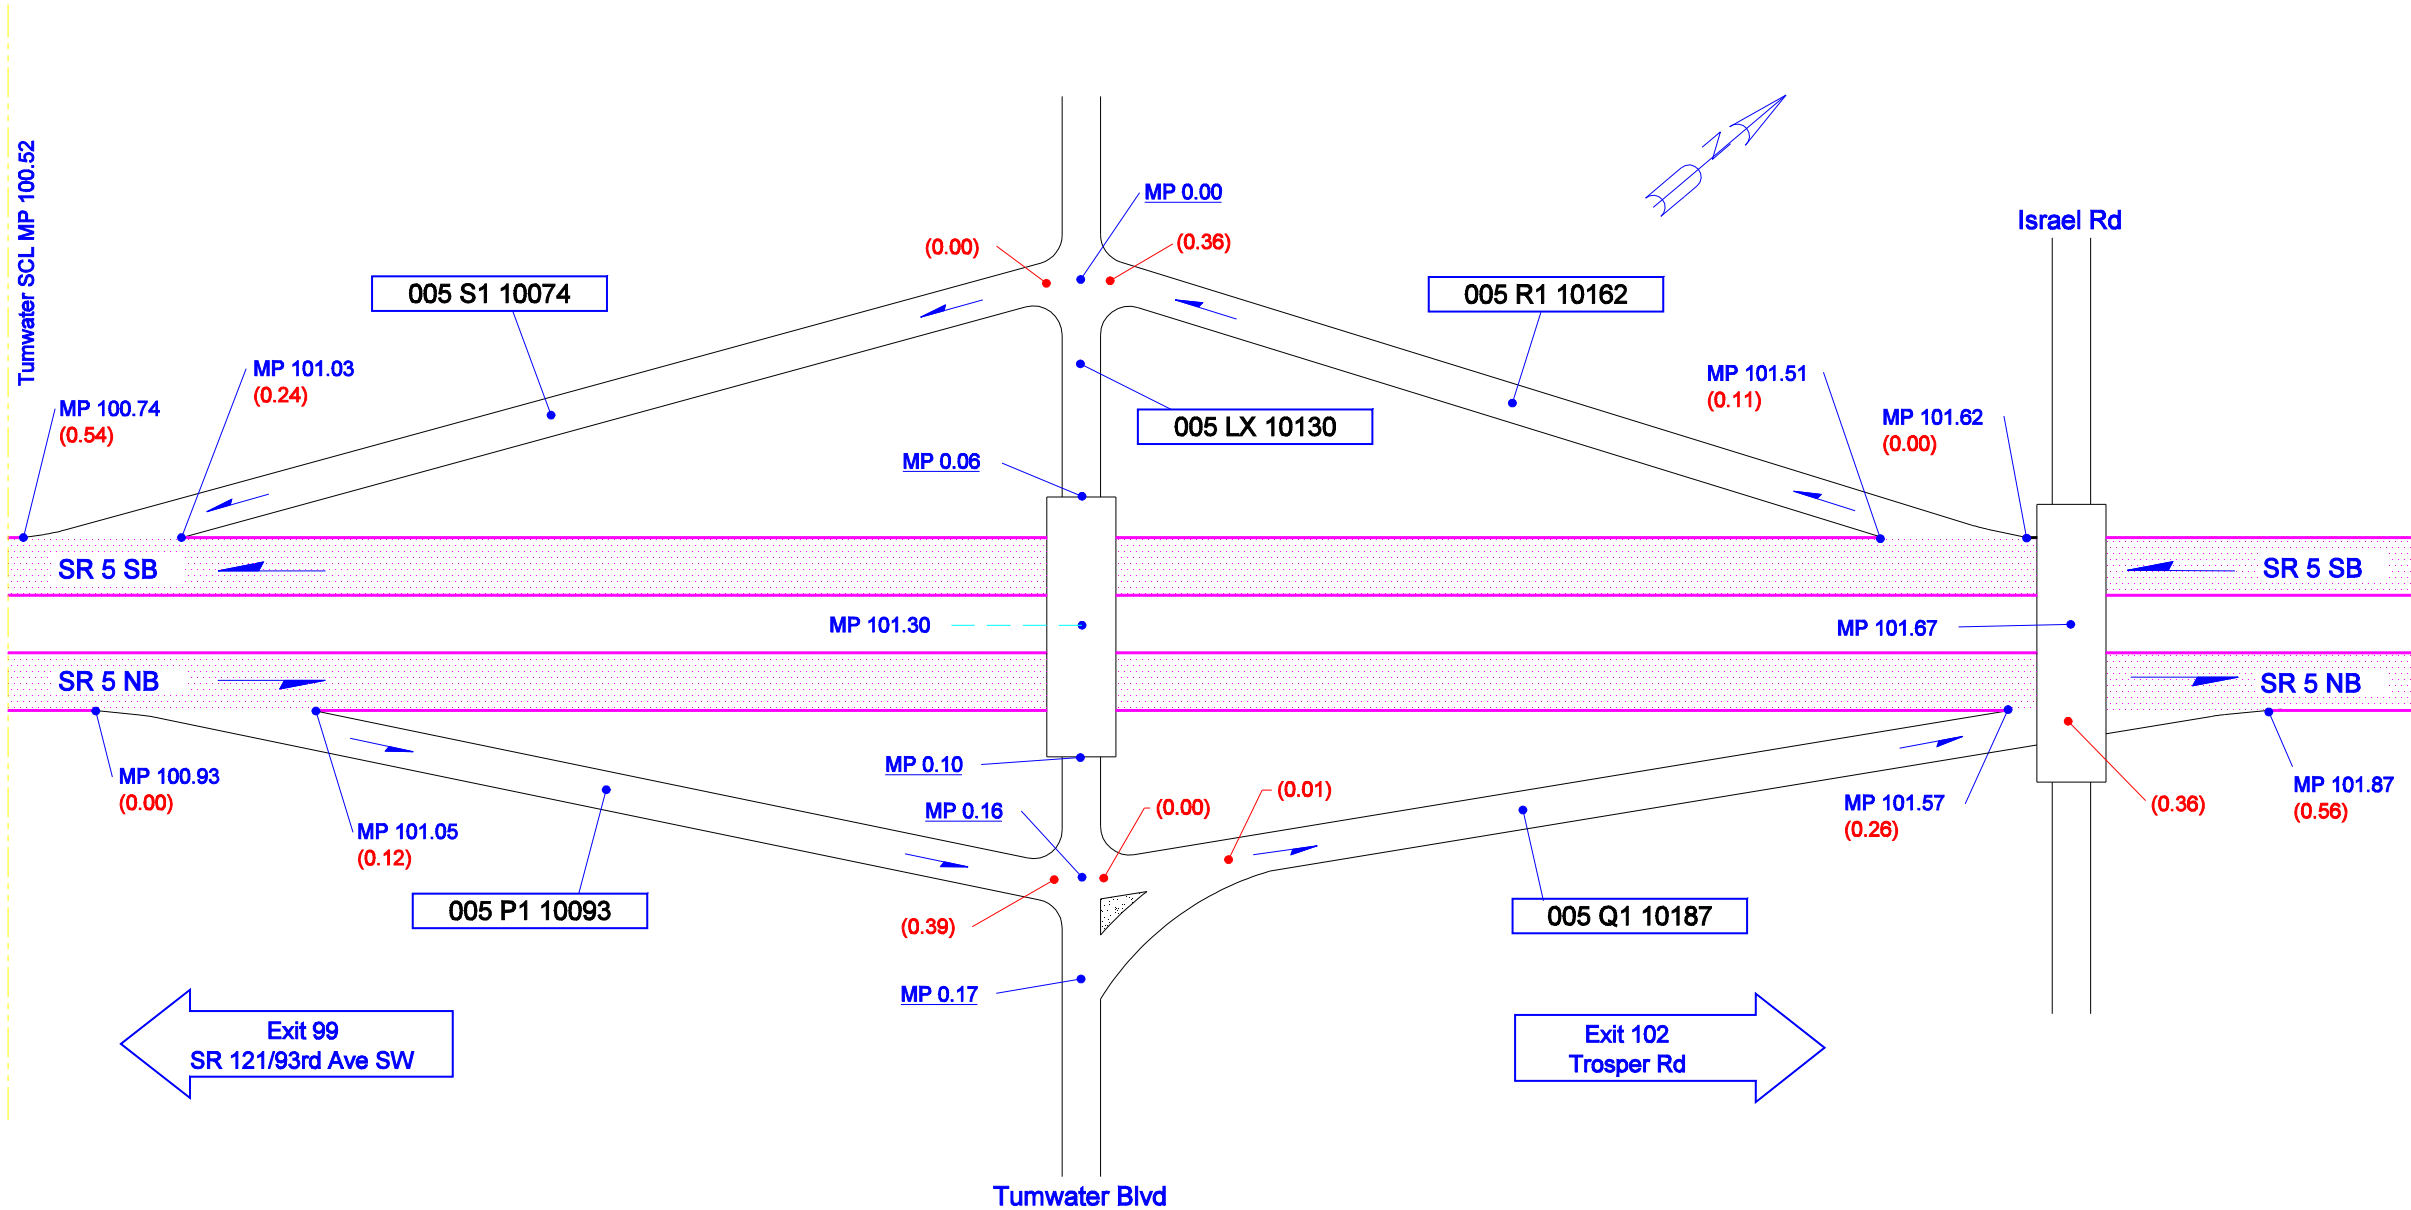 Tumwater SCL MP 100.52
MP 0.00
(0.00)
(0.36)
Israel Rd
005 S1 10074
005 R1 10162
MP 101.03
(0.24)
MP 100.74
(0.54)
MP 101.51
(0.11)
MP 101.62
(0.00)
005 LX 10130
MP 0.06
SR 5 SB
SR 5 SB
MP 101.30
MP 101.67
SR 5 NB
SR 5 NB
MP 100.93
(0.00)
MP 0.10
MP 101.05
(0.12)
MP 0.16
(0.00)
(0.01)
MP 101.57
(0.26)
(0.36)
MP 101.87
(0.56)
005 P1 10093
(0.39)
005 Q1 10187
MP 0.17
Exit 99
SR 121/93rd Ave SW
Exit 102
Trosper Rd
Tumwater Blvd
N